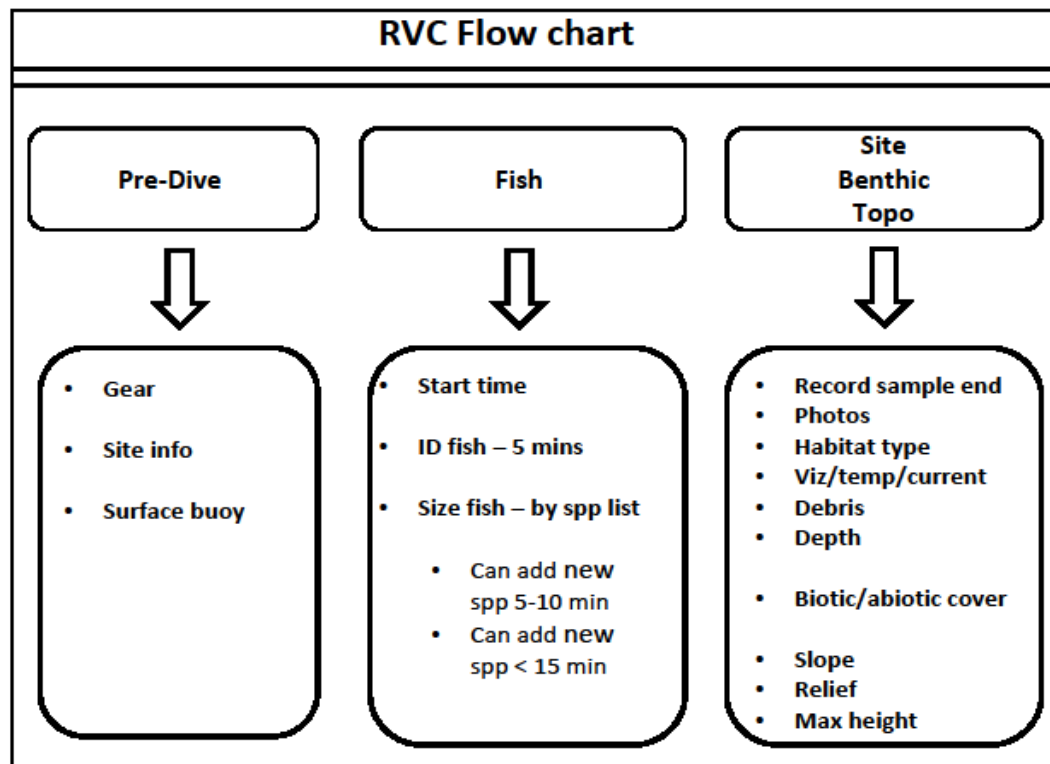 RVC Flow chart
Pre-Dive
Fish
Site
Benthic
Topo
• Gear
• Site info
• Surface buoy
• Start time
• ID fish – 5 mins
• Size fish – by spp list
• Can add new
spp 5-10 min
• Can add new
spp < 15 min
• Record sample end
• Photos
• Habitat type
• Viz/temp/current
• Debris
• Depth
• Biotic/abiotic cover
• Slope
• Relief
• Max height